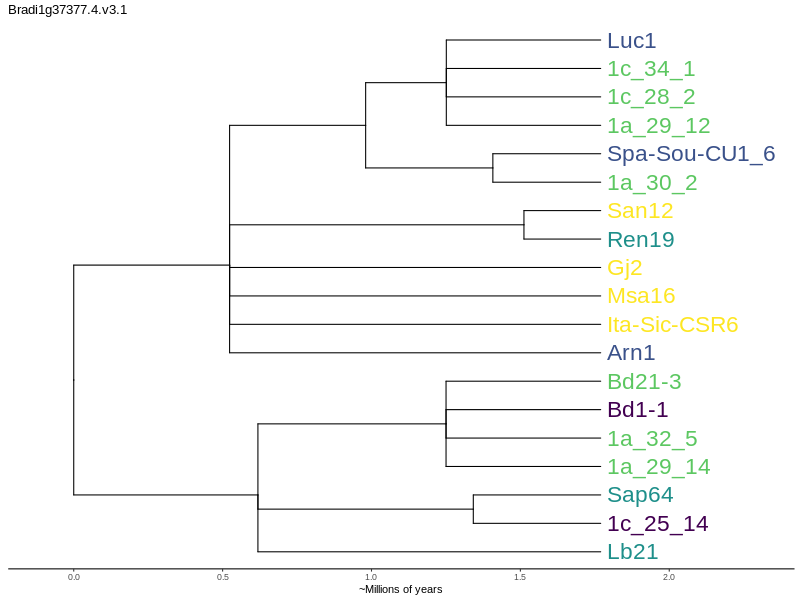 Bradi1g37377.4.v3.1
Luc1
1c_34_1
1c_28_2
1a_29_12
Spa-Sou-CU1_6
1a_30_2
San12
Ren19
Gj2
Msa16
Ita-Sic-CSR6
Arn1
Bd21-3
Bd1-1
1a_32_5
1a_29_14
Sap64
1c_25_14
Lb21
0.0 0.5 1.0 1.5 2.0
~Millions of years